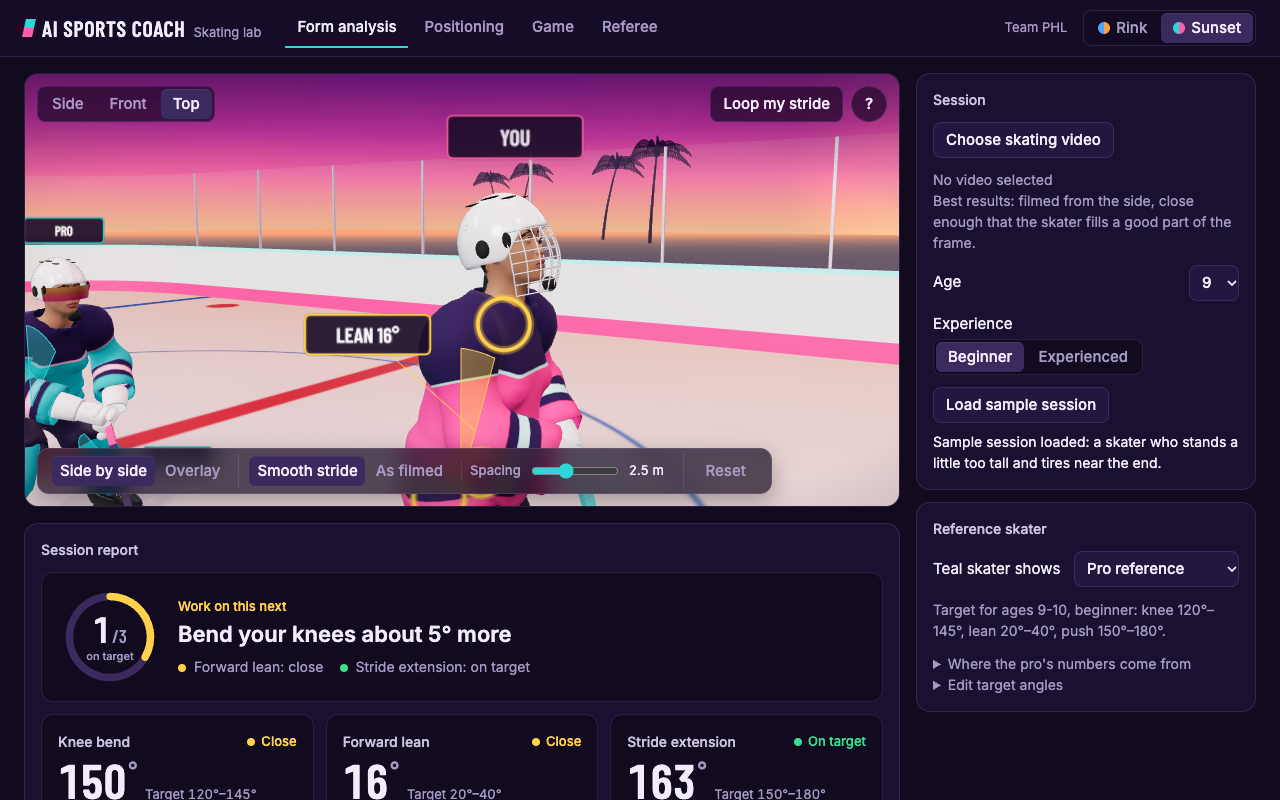 AI SPORTS COACH Skating lab
Form analysis
Positioning
Game
Referee
Team PHL
Rink
Sunset
Side
Front
Top
Loop my stride
?
YOU
PRO
LEAN 16°
Side by side
Overlay
Smooth stride
As filmed
Spacing
2.5 m
Reset
Session report
1/3
on target
Work on this next
Bend your knees about 5° more
Forward lean: close
Stride extension: on target
Knee bend
Close
150°
Target 120°–145°
Forward lean
Close
16°
Target 20°–40°
Stride extension
On target
163°
Target 150°–180°
Session
Choose skating video
No video selected
Best results: filmed from the side, close
enough that the skater fills a good part of the
frame.
Age
9
Experience
Beginner
Experienced
Load sample session
Sample session loaded: a skater who stands a
little too tall and tires near the end.
Reference skater
Teal skater shows
Pro reference
Target for ages 9-10, beginner: knee 120°–
145°, lean 20°–40°, push 150°–180°.
Where the pro's numbers come from
Edit target angles